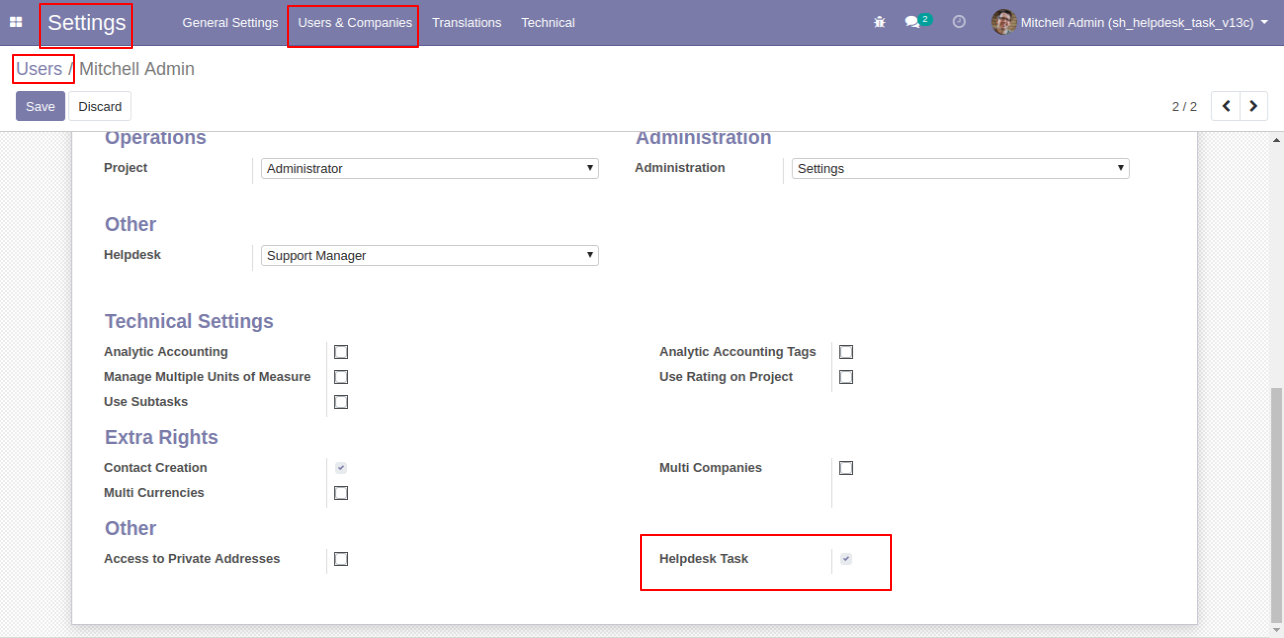 Settings General Settings Users & Companies Translations Technical 2 Mitchell Admin (sh_helpdesk_task_v13c)
Users / Mitchell Admin
Save Discard 2 / 2
Operations Administration
Project Administrator Administration Settings
Other
Helpdesk Support Manager
Technical Settings
Analytic Accounting Analytic Accounting Tags
Manage Multiple Units of Measure Use Rating on Project
Use Subtasks
Extra Rights
Contact Creation Multi Companies
Multi Currencies
Other
Access to Private Addresses Helpdesk Task